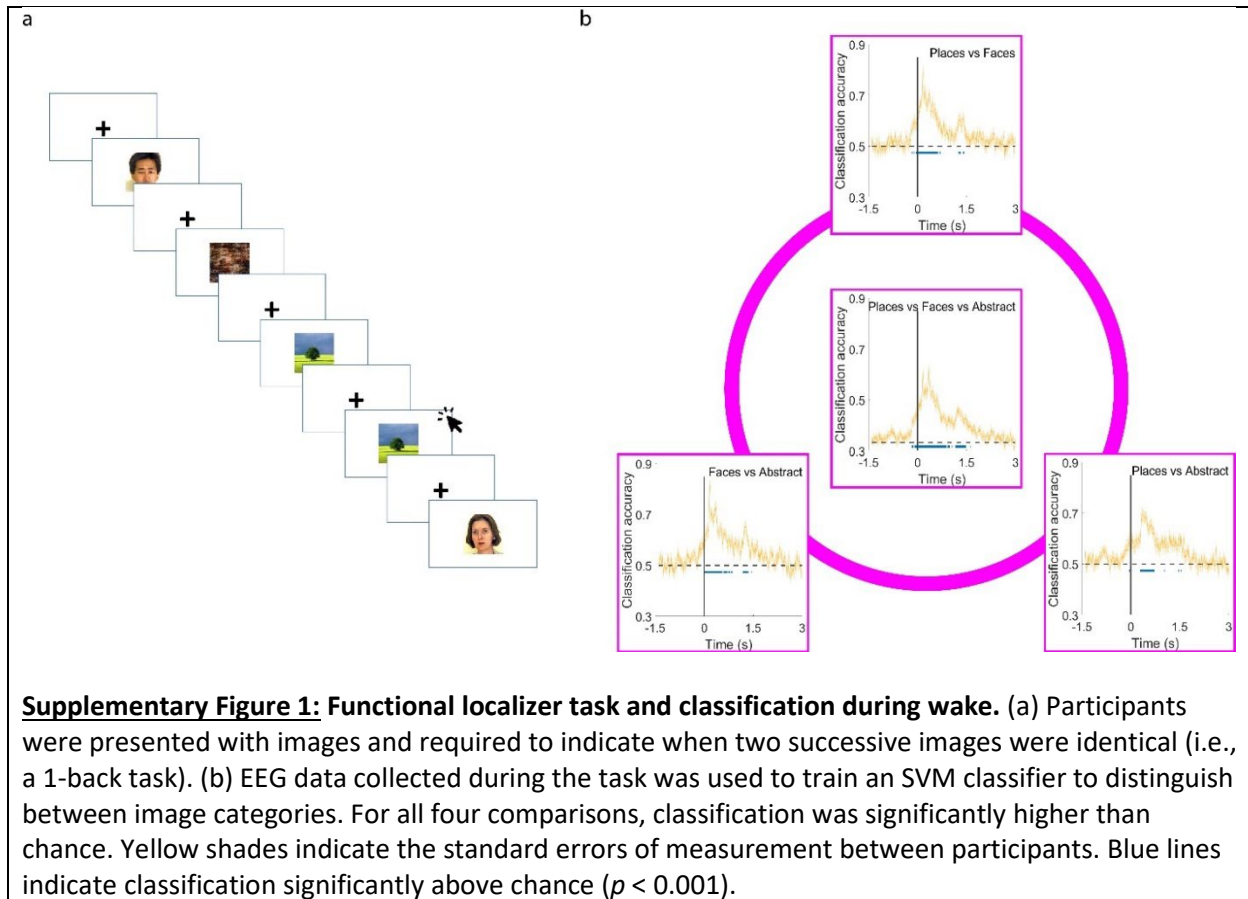 a
b
Places vs Faces
Classification accuracy
0.9
0.7
0.5
0.3
-1.5
0
1.5
3
Time (s)
Places vs Faces vs Abstract
Classification accuracy
0.9
0.7
0.5
0.3
-1.5
0
1.5
3
Time (s)
Faces vs Abstract
Classification accuracy
0.9
0.7
0.5
0.3
-1.5
0
1.5
3
Time (s)
Places vs Abstract
Classification accuracy
0.9
0.7
0.5
0.3
-1.5
0
1.5
3
Time (s)
Supplementary Figure 1: Functional localizer task and classification during wake. (a) Participants
were presented with images and required to indicate when two successive images were identical (i.e.,
a 1-back task). (b) EEG data collected during the task was used to train an SVM classifier to distinguish
between image categories. For all four comparisons, classification was significantly higher than
chance. Yellow shades indicate the standard errors of measurement between participants. Blue lines
indicate classification significantly above chance (p < 0.001).